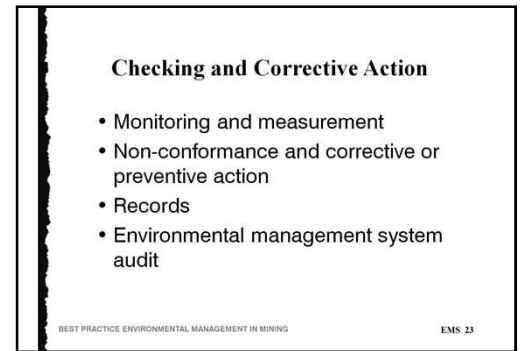 Checking and Corrective Action
• Monitoring and measurement
• Non-conformance and corrective or
preventive action
• Records
• Environmental management system
audit
BEST PRACTICE ENVIRONMENTAL MANAGEMENT IN MINING
EMS 23